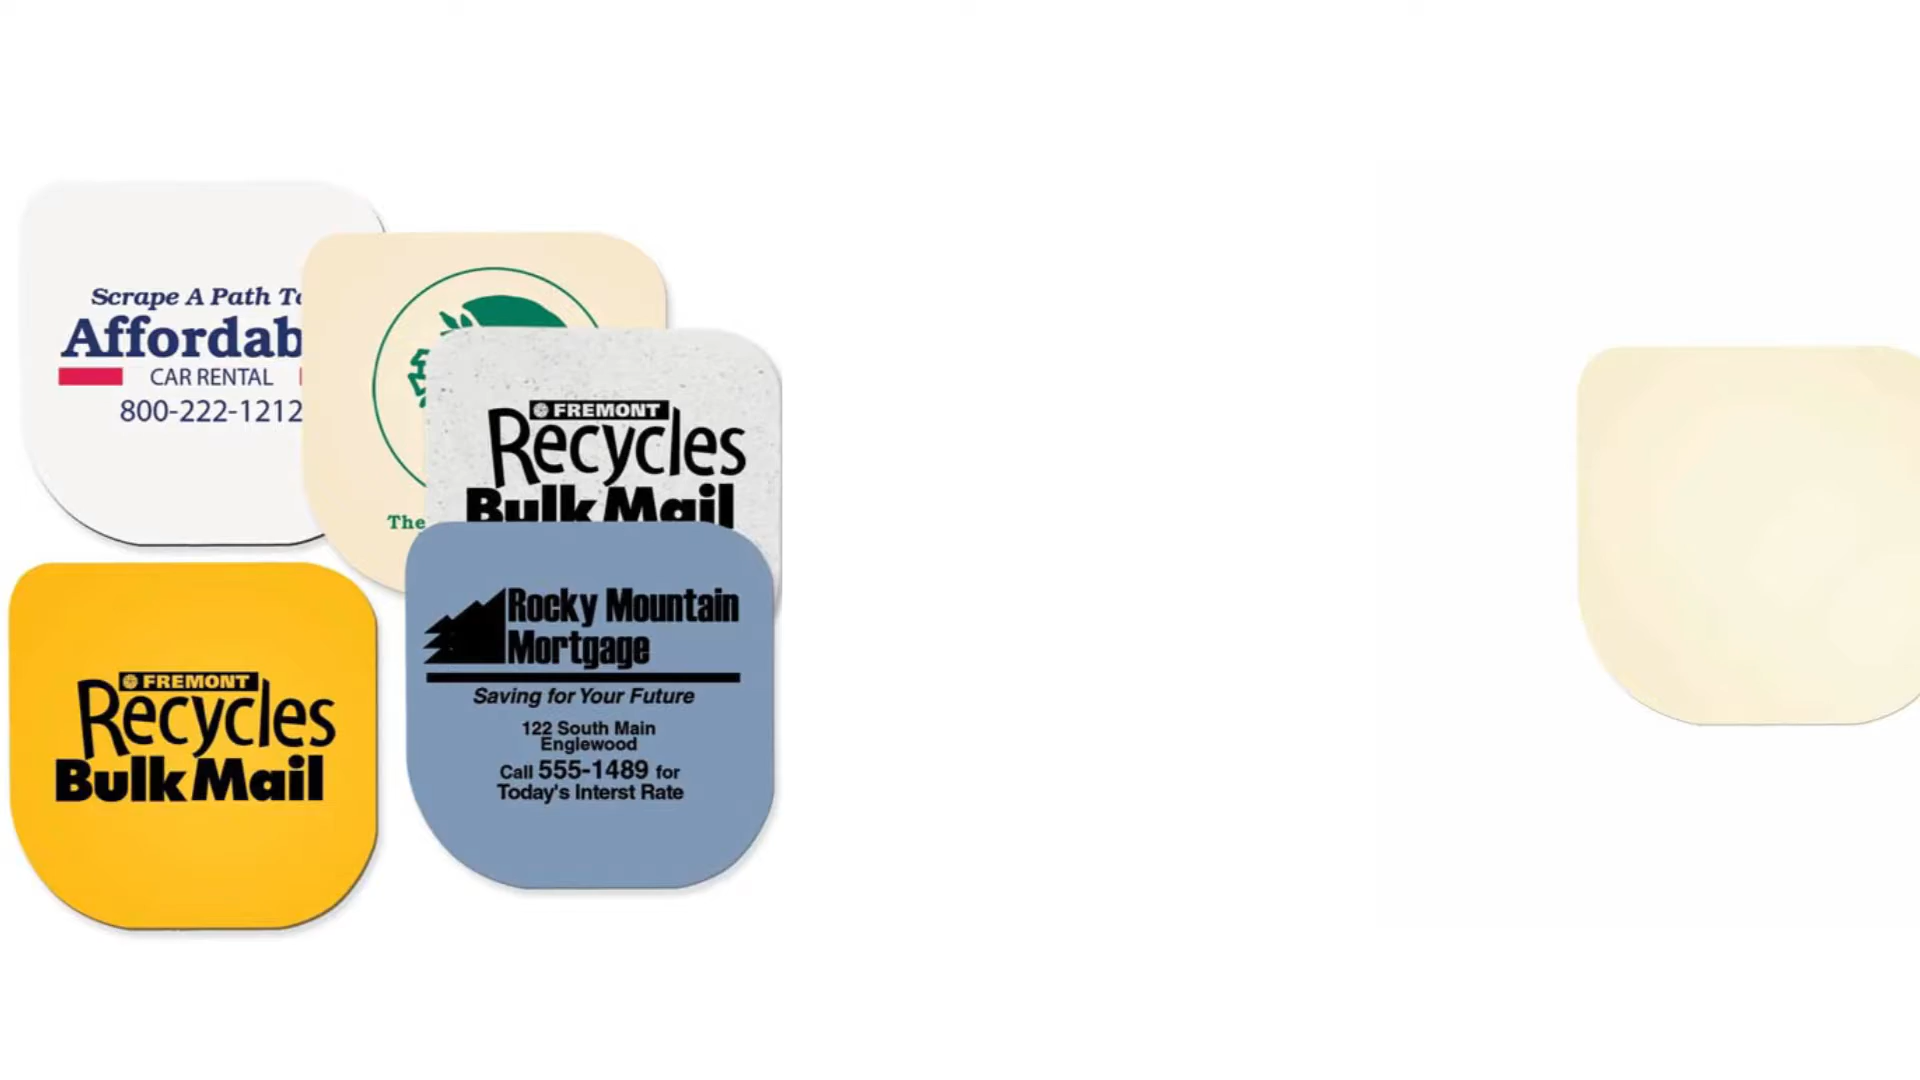 Scrape A Path To
Affordab
CAR RENTAL
800-222-1212
The
FREMONT
Recycles
Bulk Mail
FREMONT
Recycles
Bulk Mail
Rocky Mountain
Mortgage
Saving for Your Future
122 South Main
Englewood
Call 555-1489 for
Today's Interst Rate